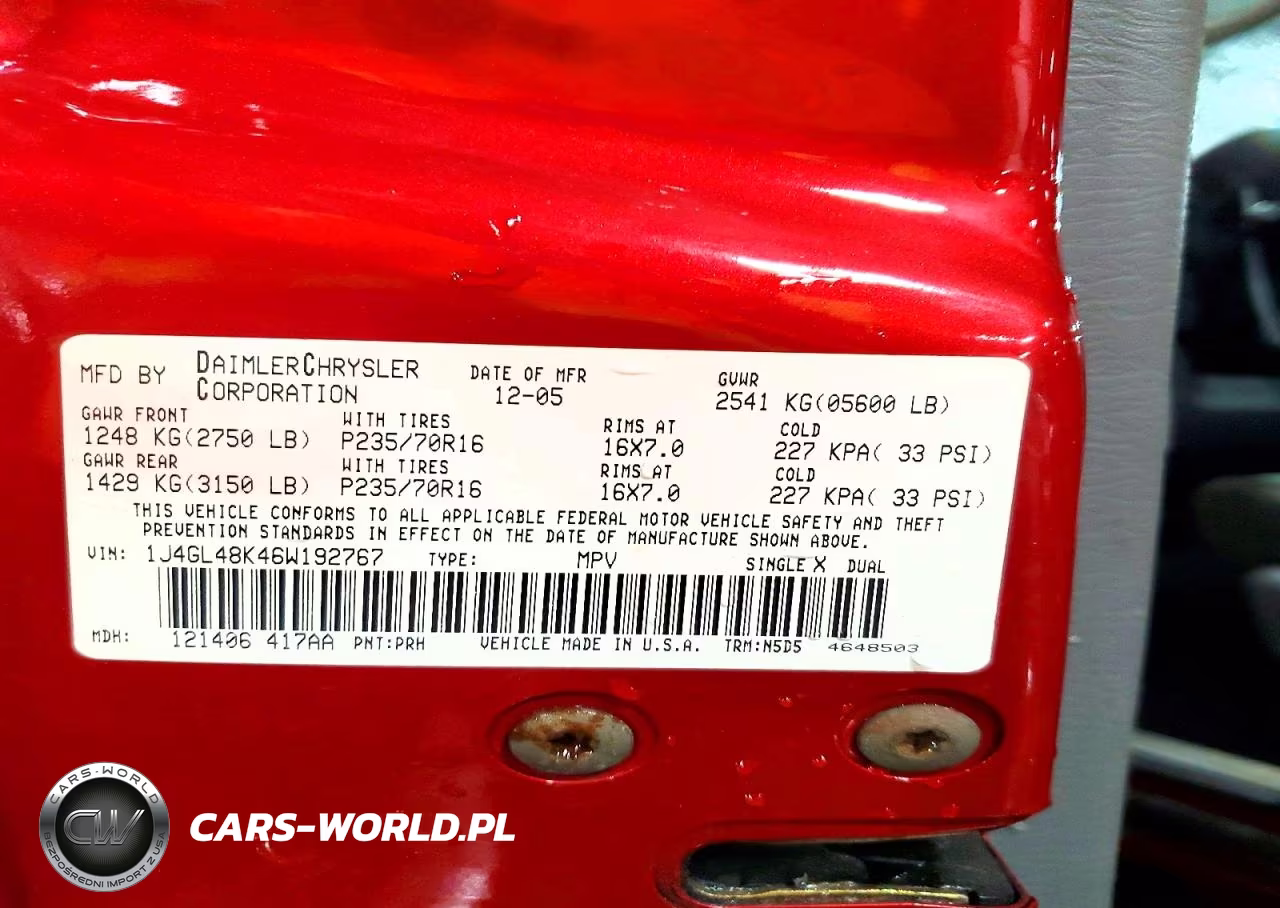 MFD BY DAIMLERCHRYSLER CORPORATION DATE OF MFR 12-05 GVWR 2541 KG(05600 LB)
GAWR FRONT WITH TIRES RIMS AT COLD
1248 KG(2750 LB) P235/70R16 16X7.0 227 KPA( 33 PSI)
GAWR REAR WITH TIRES RIMS AT COLD
1429 KG(3150 LB) P235/70R16 16X7.0 227 KPA( 33 PSI)
THIS VEHICLE CONFORMS TO ALL APPLICABLE FEDERAL MOTOR VEHICLE SAFETY AND THEFT
PREVENTION STANDARDS IN EFFECT ON THE DATE OF MANUFACTURE SHOWN ABOVE.
VIN: 1J4GL48K46W192767 TYPE: MPV SINGLE X DUAL
MDH: 121406 417AA PNT:PRH VEHICLE MADE IN U.S.A. TRM:N5D5 4648503
CARS-WORLD
CW
BEZPOŚREDNI IMPORT Z USA
CARS-WORLD.PL